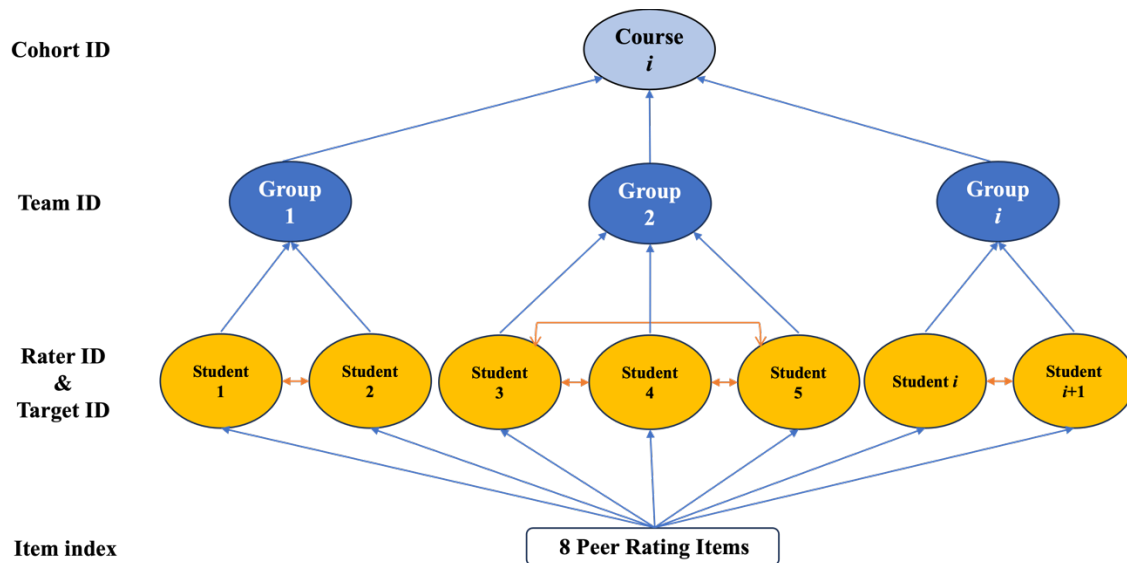 Cohort ID
Course
i
Team ID
Group
1
Group
2
Group
i
Rater ID
&
Target ID
Student
1
Student
2
Student
3
Student
4
Student
5
Student i
Student
i+1
Item index
8 Peer Rating Items